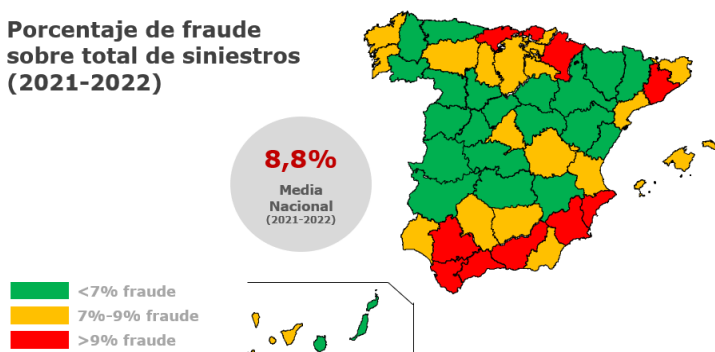 Porcentaje de fraude
sobre total de siniestros
(2021-2022)
8,8%
Media
Nacional
(2021-2022)
<7% fraude
7%-9% fraude
>9% fraude